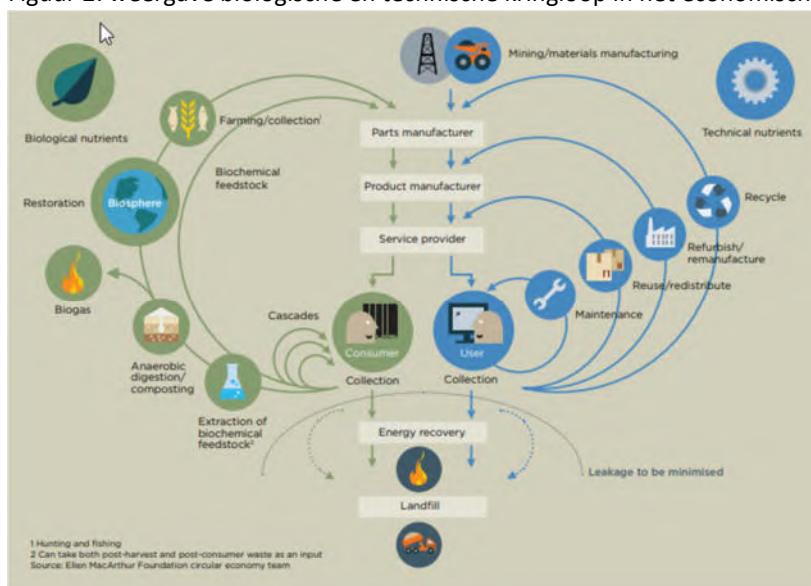 Mining/materials manufacturing
Biological nutrients
Technical nutrients
Farming/collection¹
Parts manufacturer
Biochemical
feedstock
Product manufacturer
Recycle
Restoration
Biosphere
Service provider
Refurbish/
remanufacture
Reuse/redistribute
Biogas
Maintenance
Cascades
Consumer
User
Anaerobic
digestion/
composting
Collection
Collection
Extraction of
biochemical
feedstock²
Energy recovery
Leakage to be minimised
Landfill
1 Hunting and fishing
2 Can take both post-harvest and post-consumer waste as an input
Source: Ellen MacArthur Foundation circular economy team